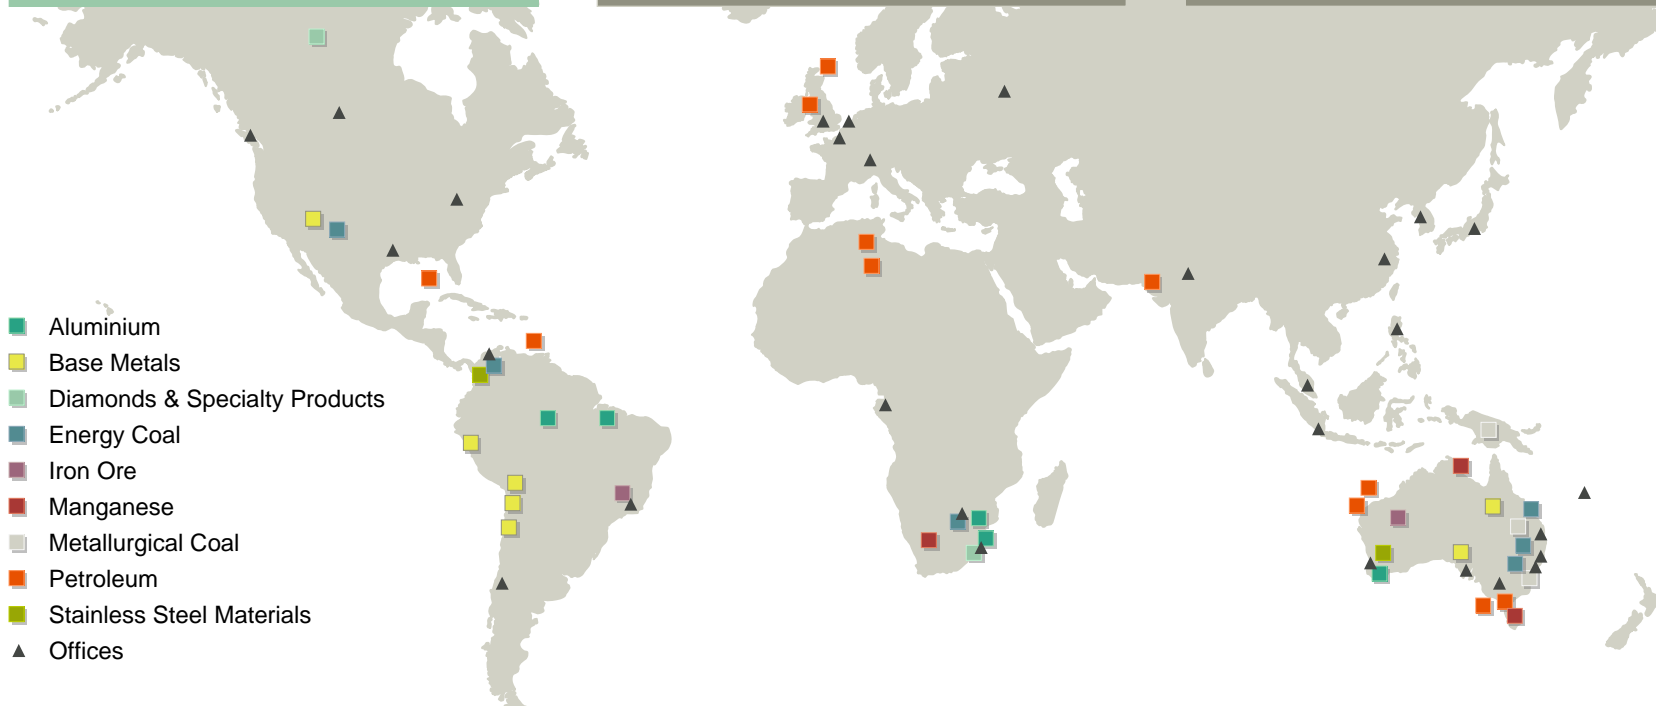 Aluminium
Base Metals
Diamonds & Specialty Products
Energy Coal
Iron Ore
Manganese
Metallurgical Coal
Petroleum
Stainless Steel Materials
Offices